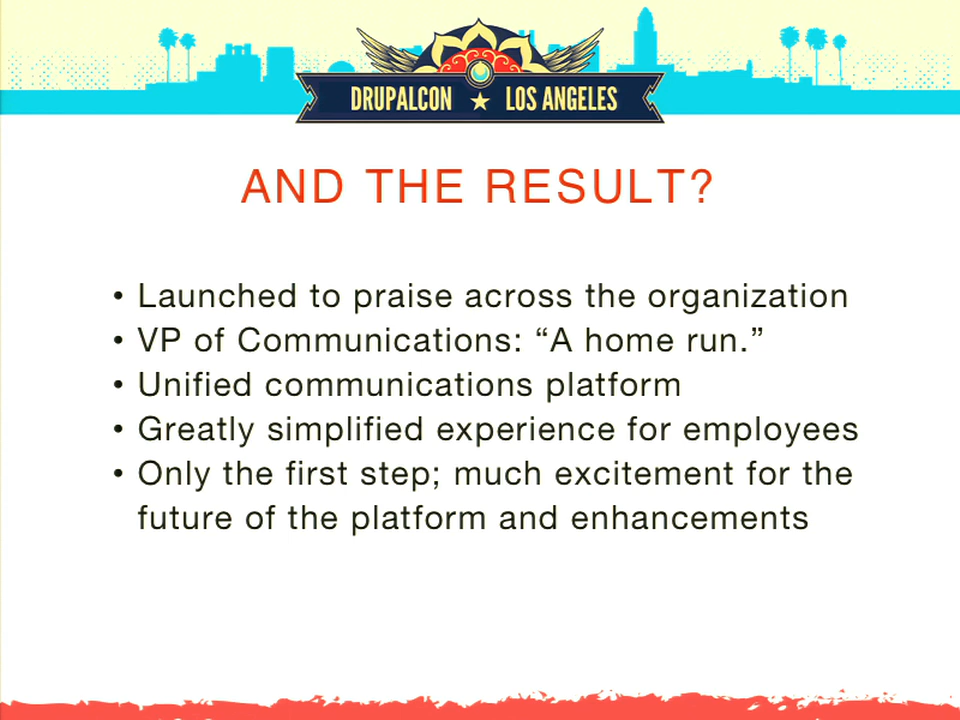 DRUPALCON ★ LOS ANGELES
AND THE RESULT?
• Launched to praise across the organization
• VP of Communications: “A home run.”
• Unified communications platform
• Greatly simplified experience for employees
• Only the first step; much excitement for the
future of the platform and enhancements